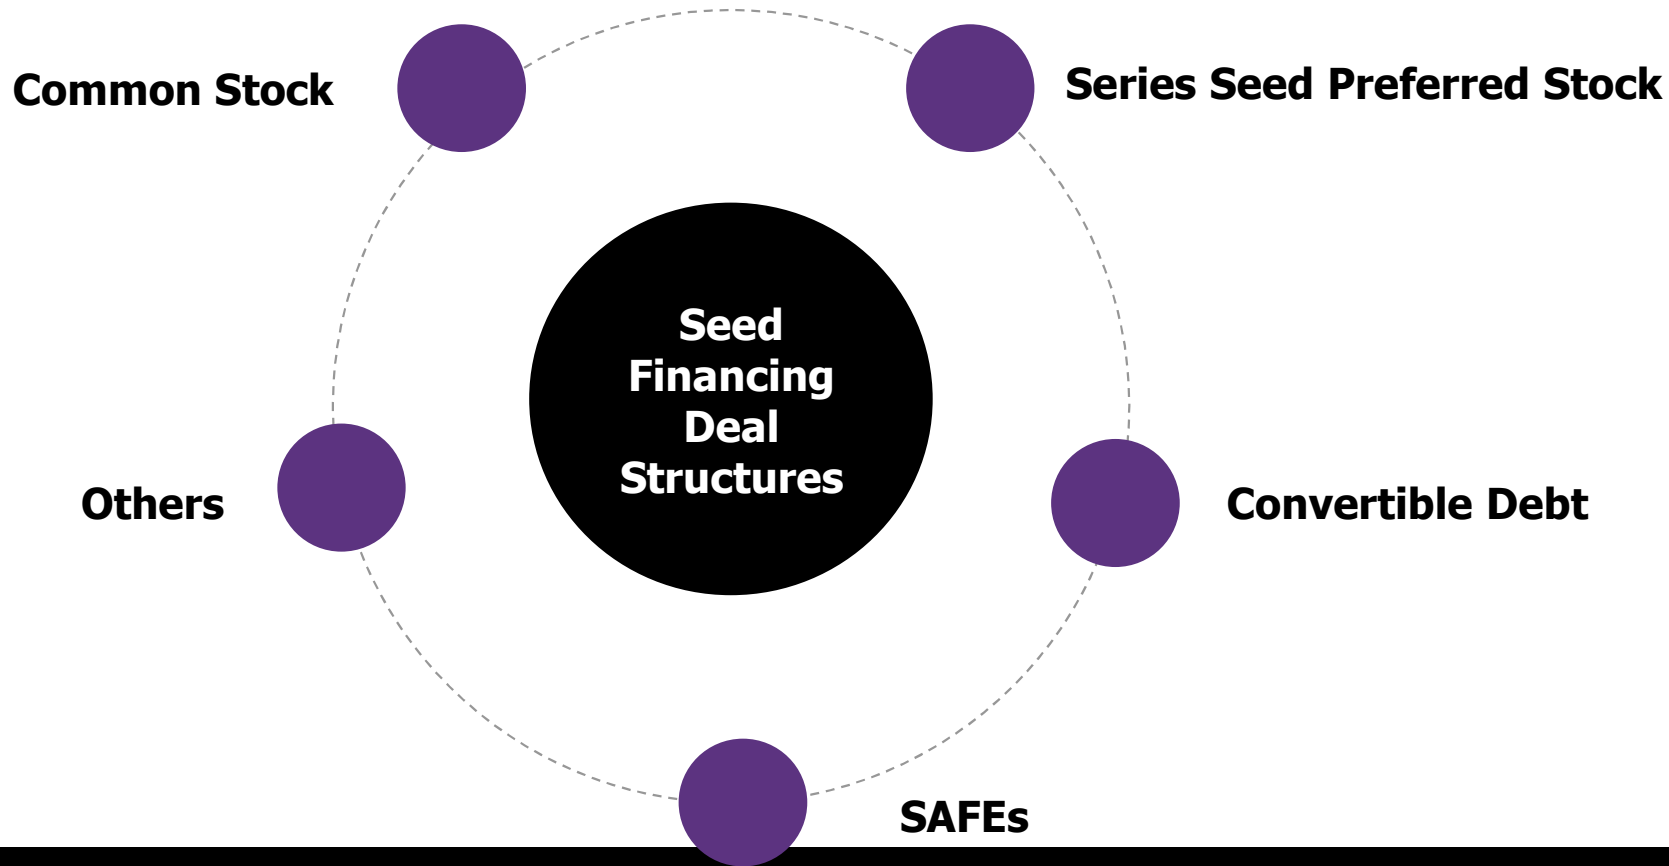 Common Stock
Series Seed Preferred Stock
Seed
Financing
Deal
Structures
Others
Convertible Debt
SAFEs